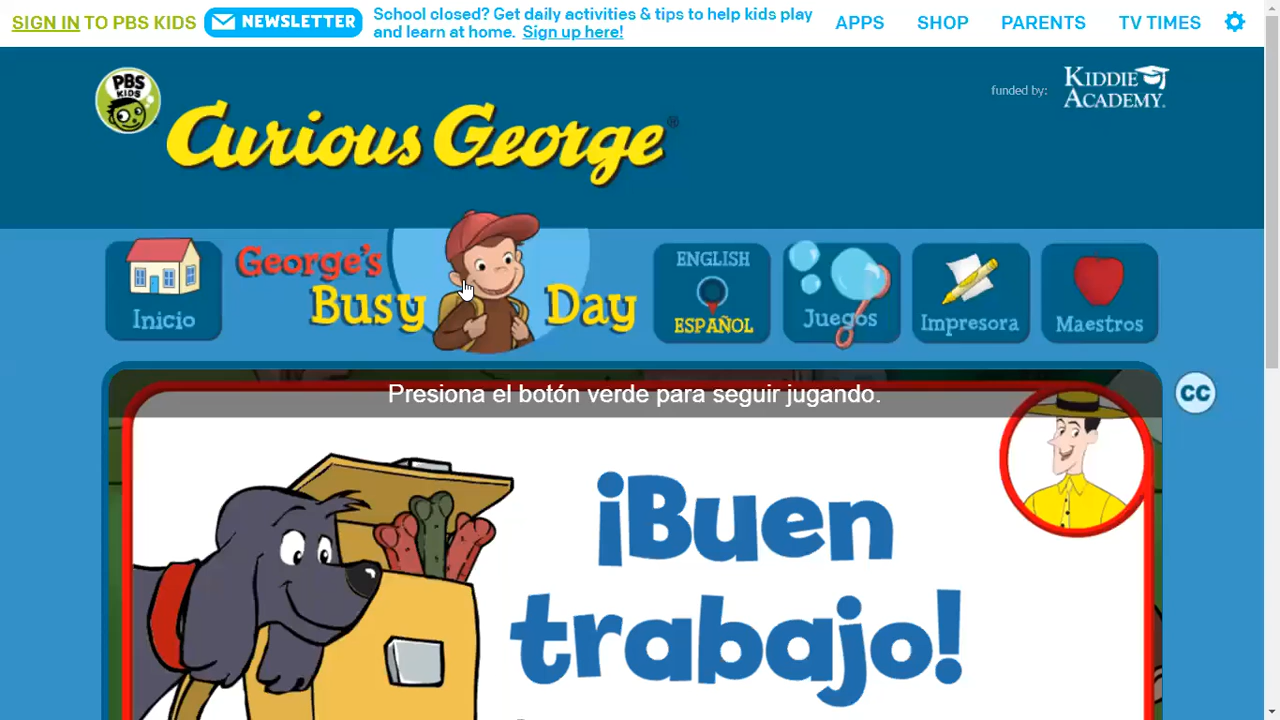 SIGN IN TO PBS KIDS
NEWSLETTER
School closed? Get daily activities & tips to help kids play
and learn at home. Sign up here!
APPS
SHOP
PARENTS
TV TIMES
PBS
KIDS
Curious George®
funded by:
KIDDIE
ACADEMY
Inicio
George's
Busy Day
ENGLISH
ESPAÑOL
Juegos
Impresora
Maestros
Presiona el botón verde para seguir jugando.
CC
¡Buen
trabajo!